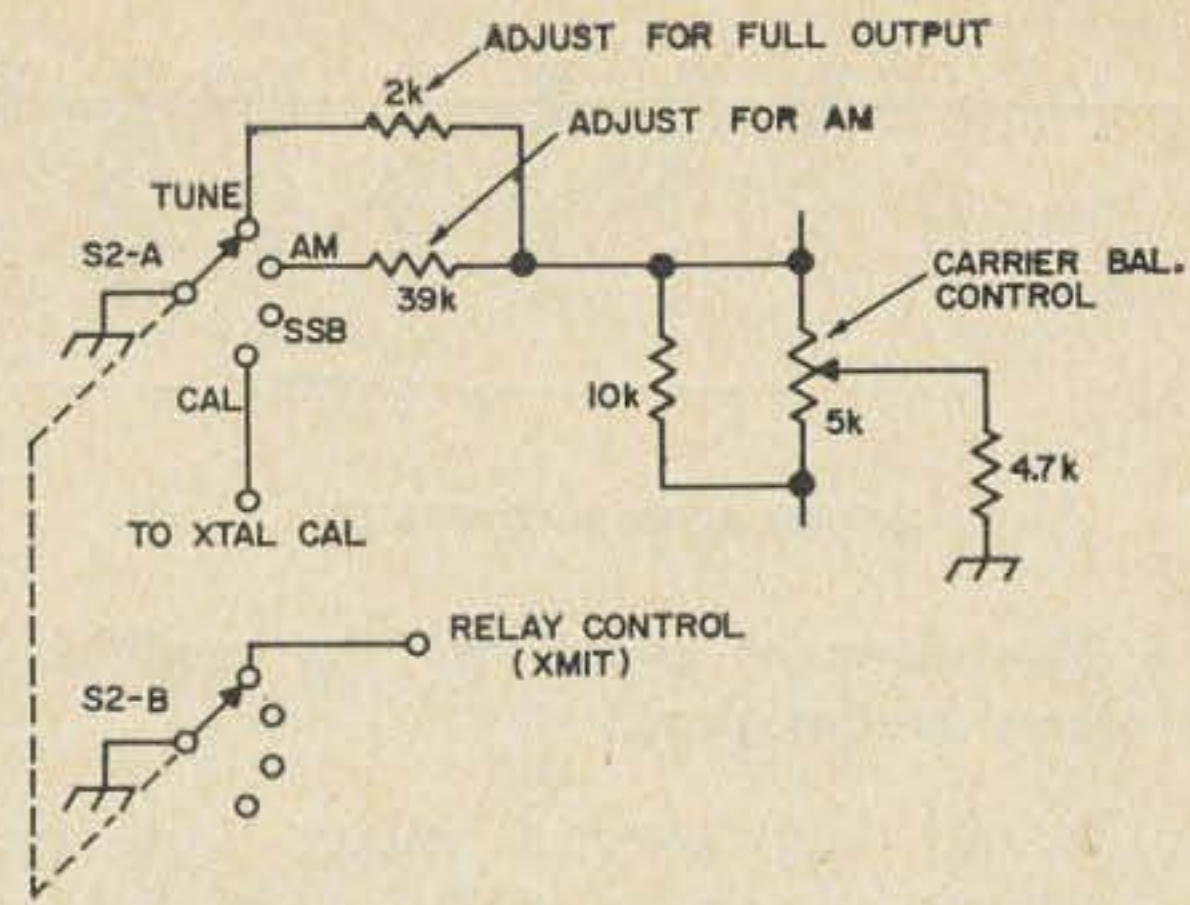 ADJUST FOR FULL OUTPUT
2k
ADJUST FOR AM
TUNE
S2-A
AM
39k
SSB
CARRIER BAL.
CONTROL
CAL
10k
5k
4.7k
TO XTAL CAL
RELAY CONTROL
(XMIT)
S2-B